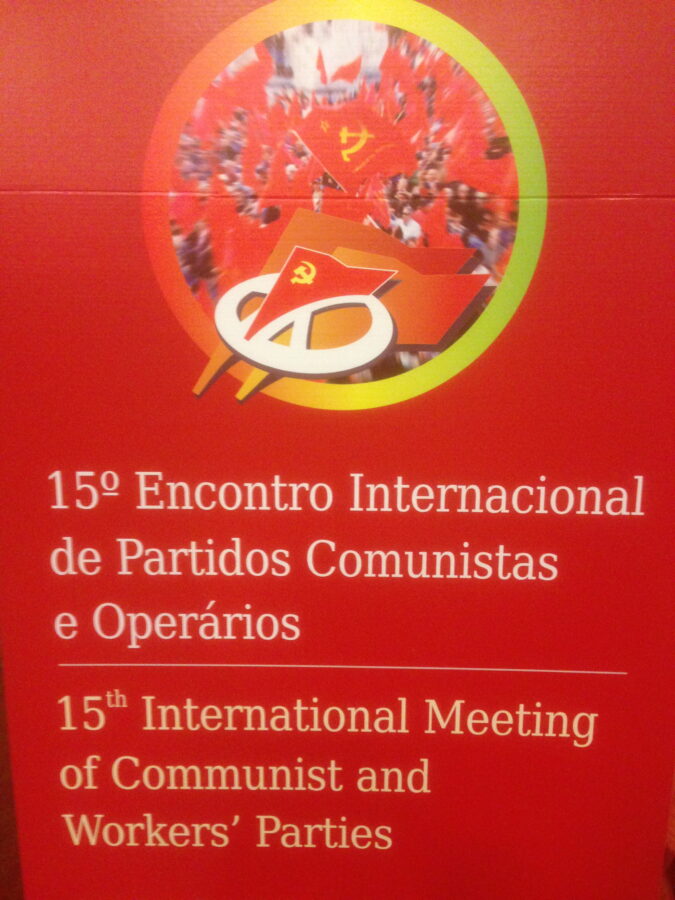 15º Encontro Internacional
de Partidos Comunistas
e Operários
15th International Meeting
of Communist and
Workers’ Parties